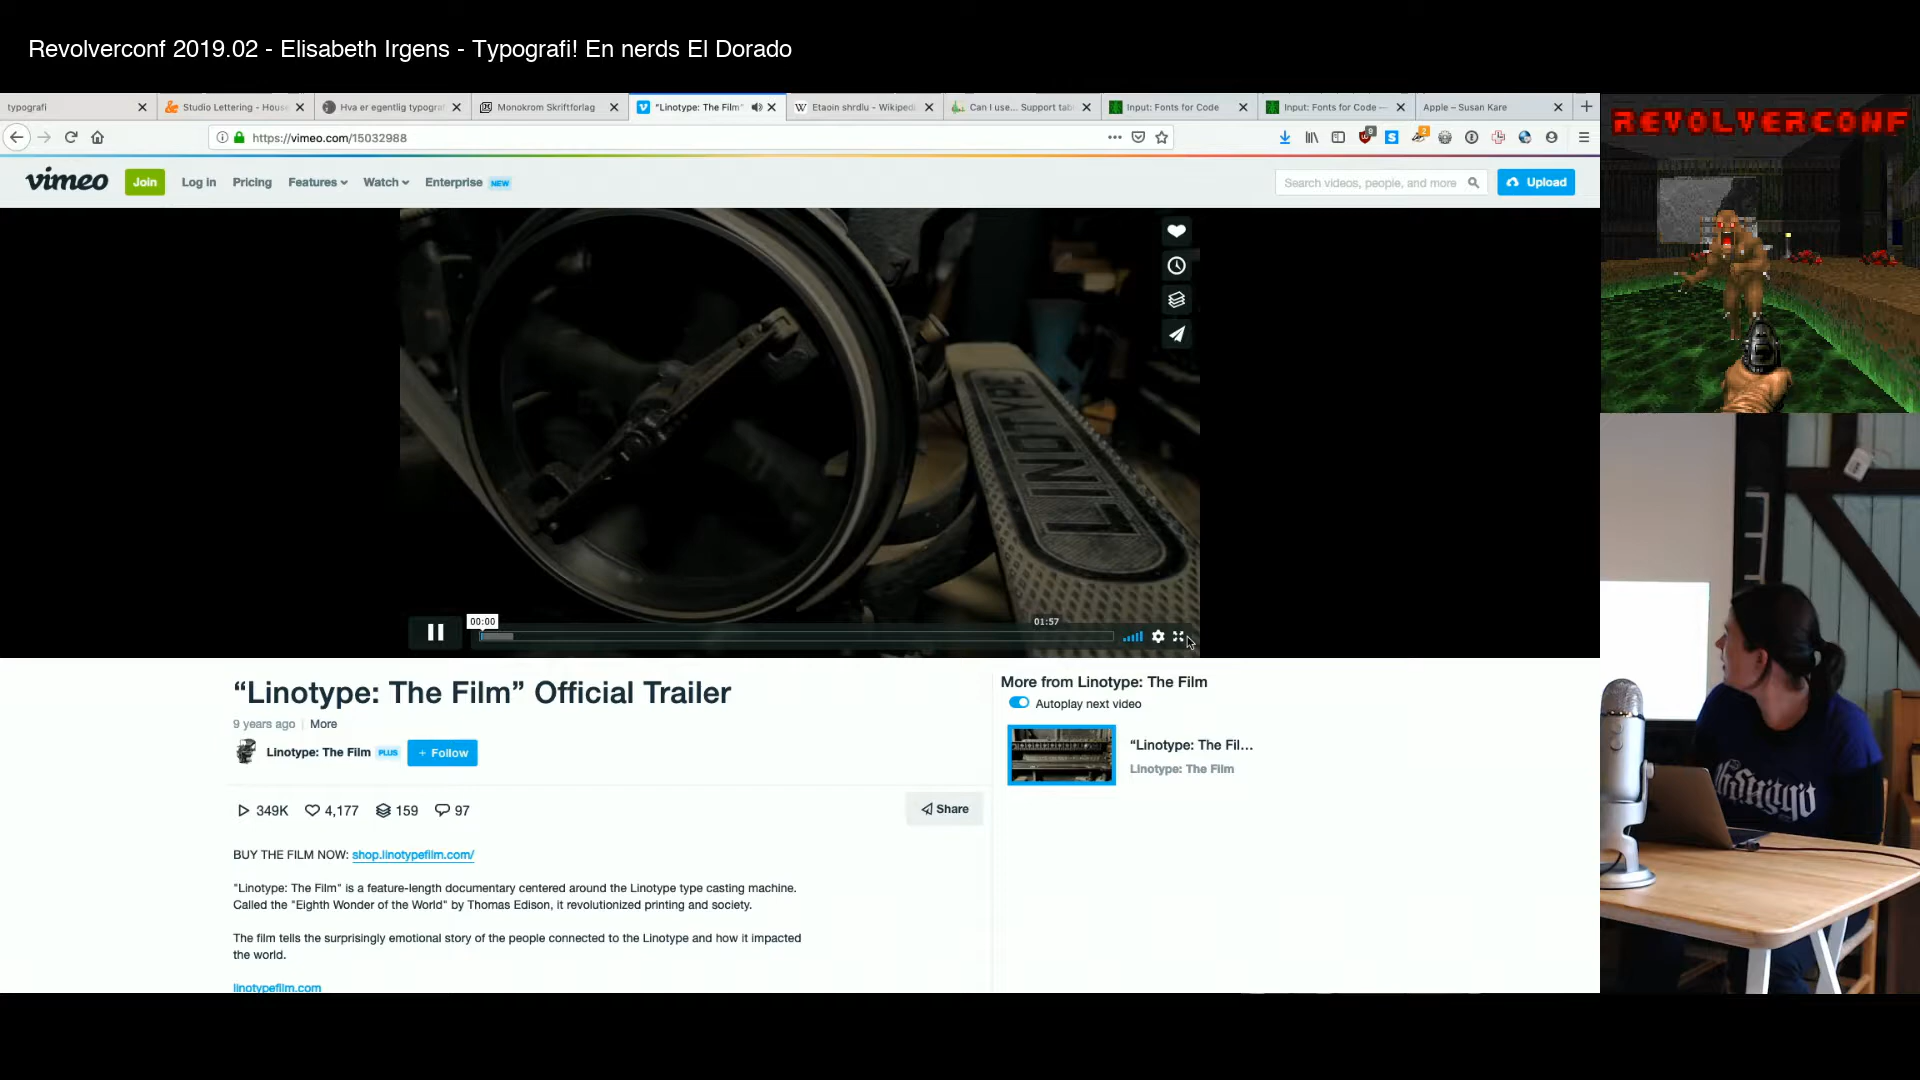 Revolverconf 2019.02 - Elisabeth Irgens - Typografi! En nerds El Dorado
typografi
Studio Lettering - House
Hva er egentlig typograf
Monokrom Skriftforlag
"Linotype: The Film"
Etaoin shrdlu - Wikiped
Can I use... Support tab
Input: Fonts for Code
Input: Fonts for Code —
Apple – Susan Kare
REVOLVERCONF
https://vimeo.com/15032988
vimeo
Join
Log in
Pricing
Features
Watch
Enterprise NEW
Search videos, people, and more
Upload
LINOTYPE
00:00
01:57
“Linotype: The Film” Official Trailer
9 years ago
More
Linotype: The Film PLUS
+ Follow
349K
4,177
159
97
Share
BUY THE FILM NOW: shop.linotypefilm.com/
"Linotype: The Film" is a feature-length documentary centered around the Linotype type casting machine.
Called the "Eighth Wonder of the World" by Thomas Edison, it revolutionized printing and society.
The film tells the surprisingly emotional story of the people connected to the Linotype and how it impacted
the world.
linotypefilm.com
More from Linotype: The Film
Autoplay next video
“Linotype: The Fil...
Linotype: The Film